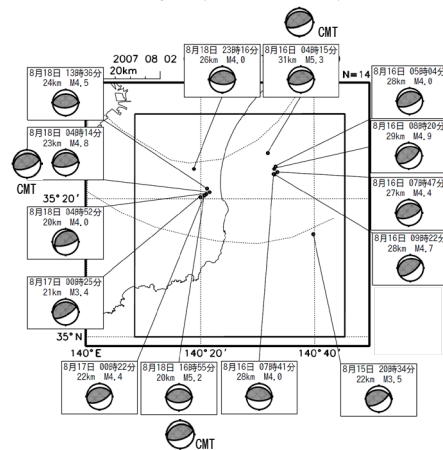 CMT
2007 08 02
20km
N=14
8月18日 23時16分
26km M4.0
8月16日 04時15分
31km M5.3
8月18日 13時36分
24km M4.5
8月16日 05時04分
28km M4.0
8月18日 04時14分
23km M4.8
CMT
8月16日 08時20分
29km M4.9
35° 20'
8月18日 04時52分
20km M4.0
8月16日 07時47分
27km M4.4
8月17日 00時25分
21km M3.4
8月16日 09時22分
28km M4.7
35° N
140°E
140° 20'
140° 40'
8月17日 00時22分
22km M4.4
8月18日 16時55分
20km M5.2
8月16日 07時41分
28km M4.0
8月15日 20時34分
22km M3.5
CMT